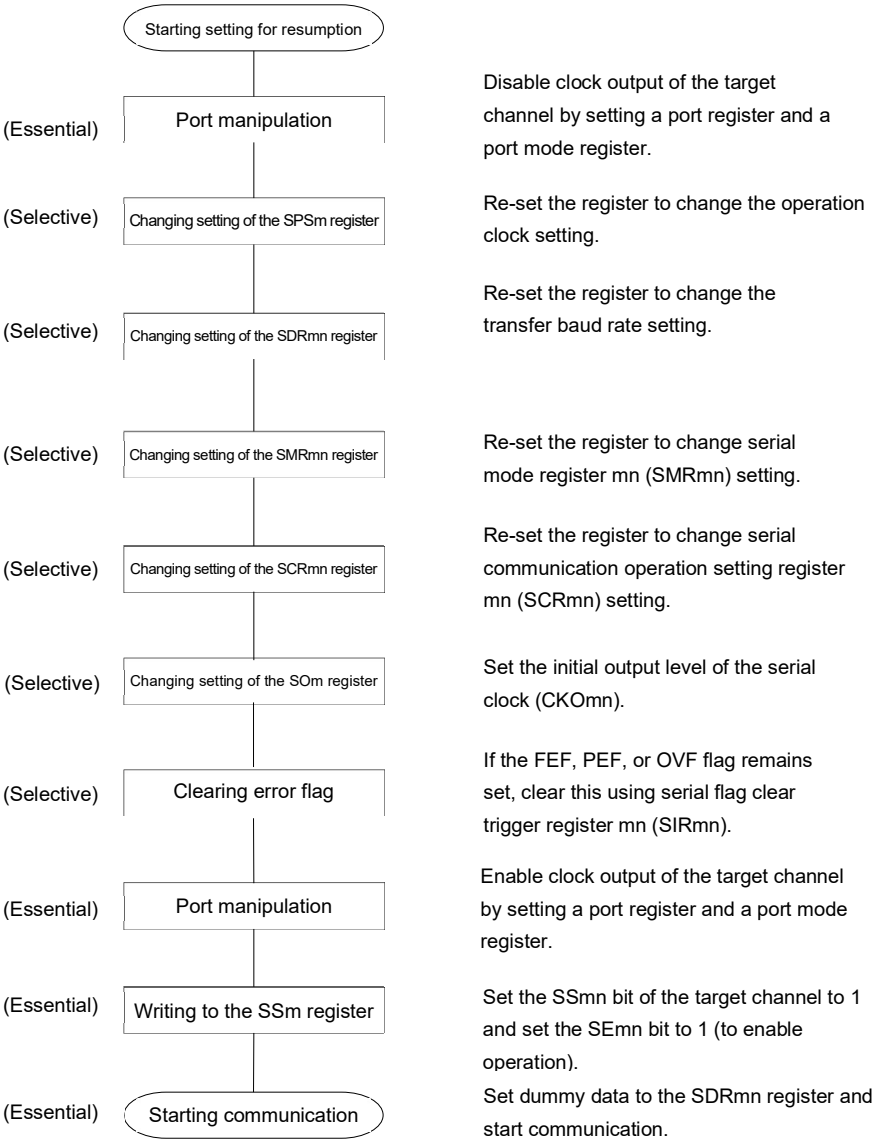 Starting setting for resumption
(Essential)
Port manipulation
Disable clock output of the target
channel by setting a port register and a
port mode register.
(Selective)
Changing setting of the SPSm register
Re-set the register to change the operation
clock setting.
(Selective)
Changing setting of the SDRmn register
Re-set the register to change the
transfer baud rate setting.
(Selective)
Changing setting of the SMRmn register
Re-set the register to change serial
mode register mn (SMRmn) setting.
(Selective)
Changing setting of the SCRmn register
Re-set the register to change serial
communication operation setting register
mn (SCRmn) setting.
(Selective)
Changing setting of the SOm register
Set the initial output level of the serial
clock (CKOmn).
(Selective)
Clearing error flag
If the FEF, PEF, or OVF flag remains
set, clear this using serial flag clear
trigger register mn (SIRmn).
(Essential)
Port manipulation
Enable clock output of the target channel
by setting a port register and a port mode
register.
(Essential)
Writing to the SSm register
Set the SSmn bit of the target channel to 1
and set the SEmn bit to 1 (to enable
operation).
(Essential)
Starting communication
Set dummy data to the SDRmn register and
start communication.